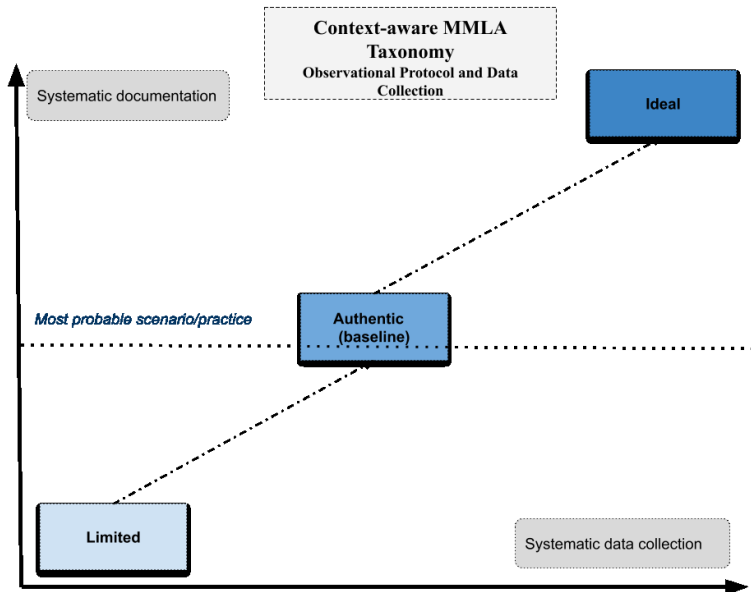 Context-aware MMLA
Taxonomy
Observational Protocol and Data
Collection
Systematic documentation
Ideal
Most probable scenario/practice
Authentic
(baseline)
Limited
Systematic data collection